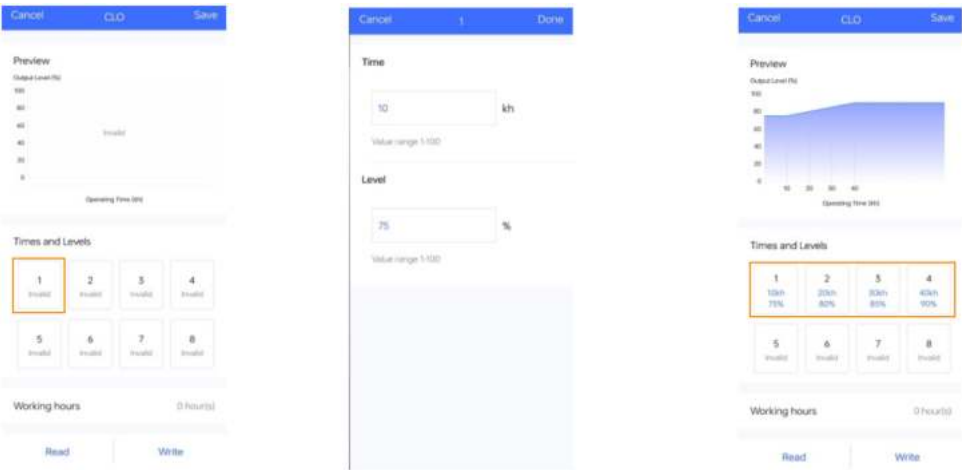 Cancel CLO Save
Preview
Output Level (%)
100
80
60
40
20
0
Invalid
Operating Time (kh)
Times and Levels
1 2 3 4
Invalid Invalid Invalid Invalid
5 6 7 8
Invalid Invalid Invalid Invalid
Working hours 0 hour(s)
Read Write
Cancel 1 Done
Time
10 kh
Value range 1-100
Level
75 %
Value range 1-100
Cancel CLO Save
Preview
Output Level (%)
100
80
60
40
20
0
10 20 30 40
Operating Time (kh)
Times and Levels
1 2 3 4
10kh 20kh 30kh 40kh
75% 80% 85% 90%
5 6 7 8
Invalid Invalid Invalid Invalid
Working hours 0 hour(s)
Read Write